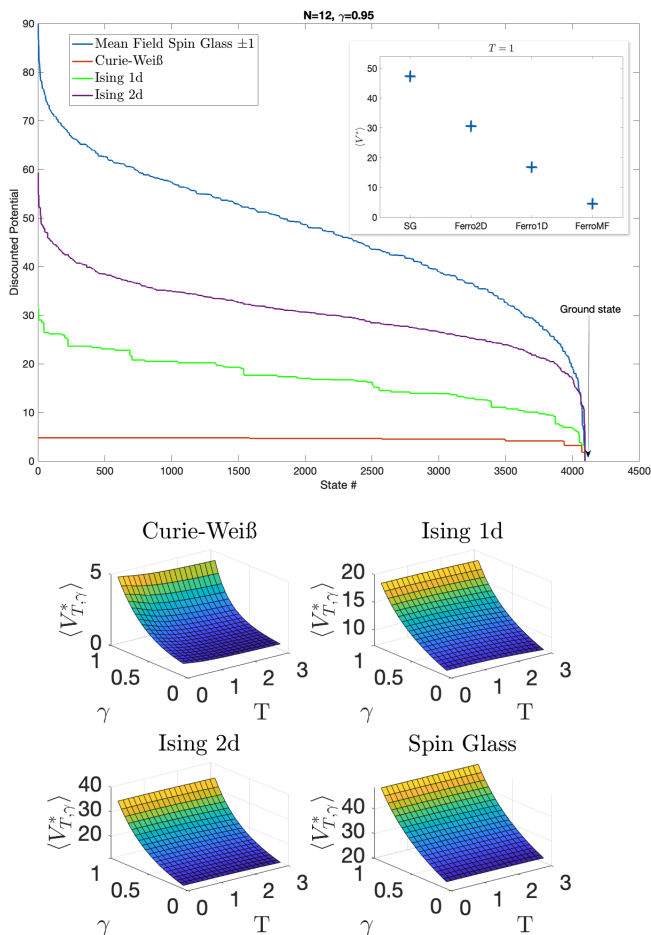 N=12, γ=0.95
90
80
70
60
50
40
30
20
10
0
Discounted Potential
Mean Field Spin Glass ±1
Curie-Weiß
Ising 1d
Ising 2d
T = 1
50
40
30
20
10
0
⟨V*⟩
SG Ferro2D Ferro1D FerroMF
Ground state
0 500 1000 1500 2000 2500 3000 3500 4000 4500
State #
Curie-Weiß
⟨V*T,γ⟩
5
0
1
0.5
0
γ
0 1 2 3
T
Ising 1d
⟨V*T,γ⟩
20
15
10
1
0.5
0
γ
0 1 2 3
T
Ising 2d
⟨V*T,γ⟩
40
30
20
1
0.5
0
γ
0 1 2 3
T
Spin Glass
⟨V*T,γ⟩
40
30
20
1
0.5
0
γ
0 1 2 3
T